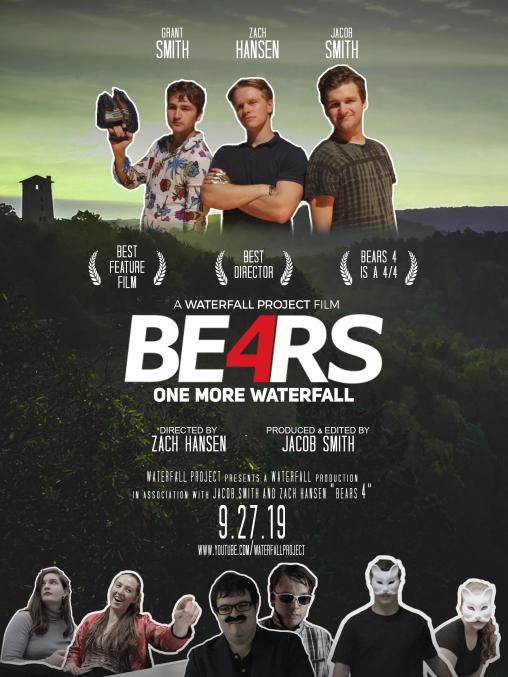 GRANT
SMITH
ZACH
HANSEN
JACOB
SMITH
BEST
FEATURE
FILM
BEST
DIRECTOR
BEARS 4
IS A 4/4
A WATERFALL PROJECT FILM
BE4RS
ONE MORE WATERFALL
DIRECTED BY
ZACH HANSEN
PRODUCED & EDITED BY
JACOB SMITH
WATERFALL PROJECT PRESENTS A WATERFALL PRODUCTION
IN ASSOCIATION WITH JACOB SMITH AND ZACH HANSEN "BEARS 4"
9.27.19
WWW.YOUTUBE.COM/WATERFALLPROJECT